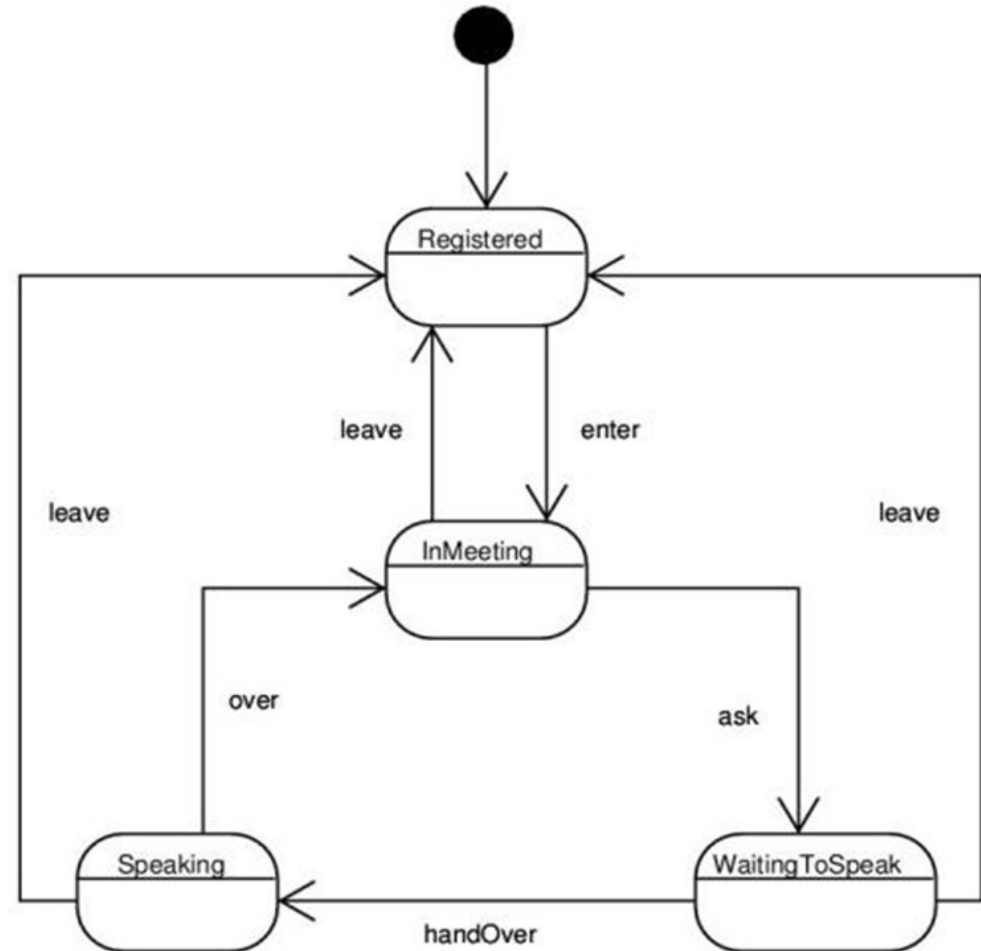 Registered
leave
enter
leave
leave
InMeeting
over
ask
Speaking
WaitingToSpeak
handOver